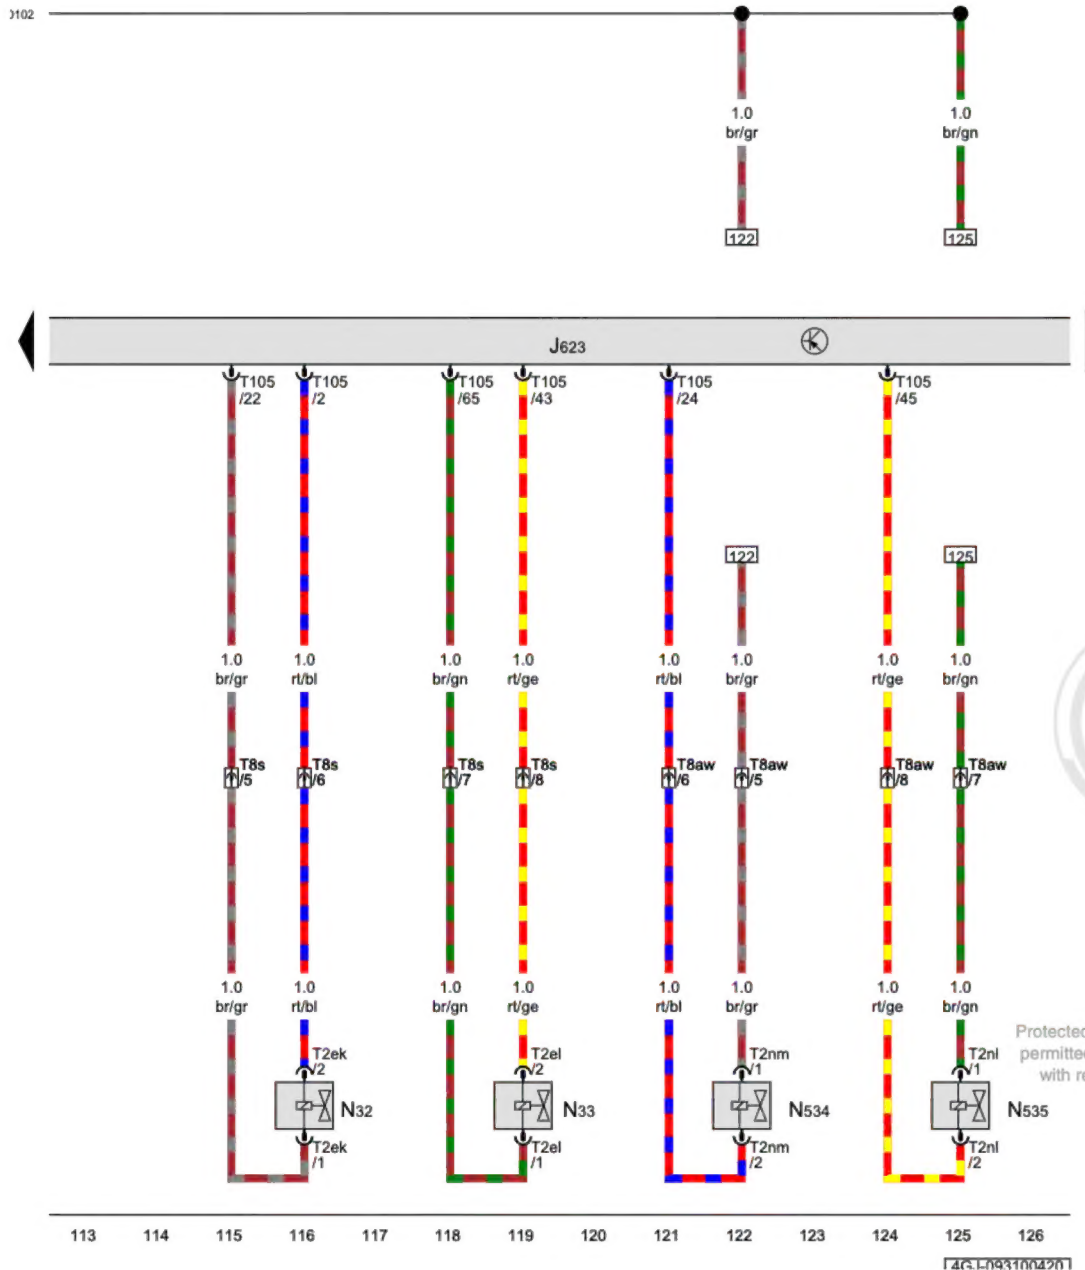 1.0 1.0
br/gr br/gn
122 125
J623
T105 T105 T105 T105 T105 T105
/22 /2 /65 /43 /24 /45
122 125
1.0 1.0 1.0 1.0 1.0 1.0 1.0 1.0
br/gr rt/bl br/gn rt/ge rt/bl br/gr rt/ge br/gn
T8s T8s T8s T8s T8aw T8aw T8aw T8aw
/5 /6 /7 /8 /6 /5 /8 /7
1.0 1.0 1.0 1.0 1.0 1.0 1.0 1.0
br/gr rt/bl br/gn rt/ge rt/bl br/gr rt/ge br/gn
Protected
permitted
with re
T2ek T2el T2nm T2nl
/2 /2 /1 /1
N32 N33 N534 N535
T2ek T2el T2nm T2nl
/1 /1 /2 /2
113 114 115 116 117 118 119 120 121 122 123 124 125 126
4GJ-093100420